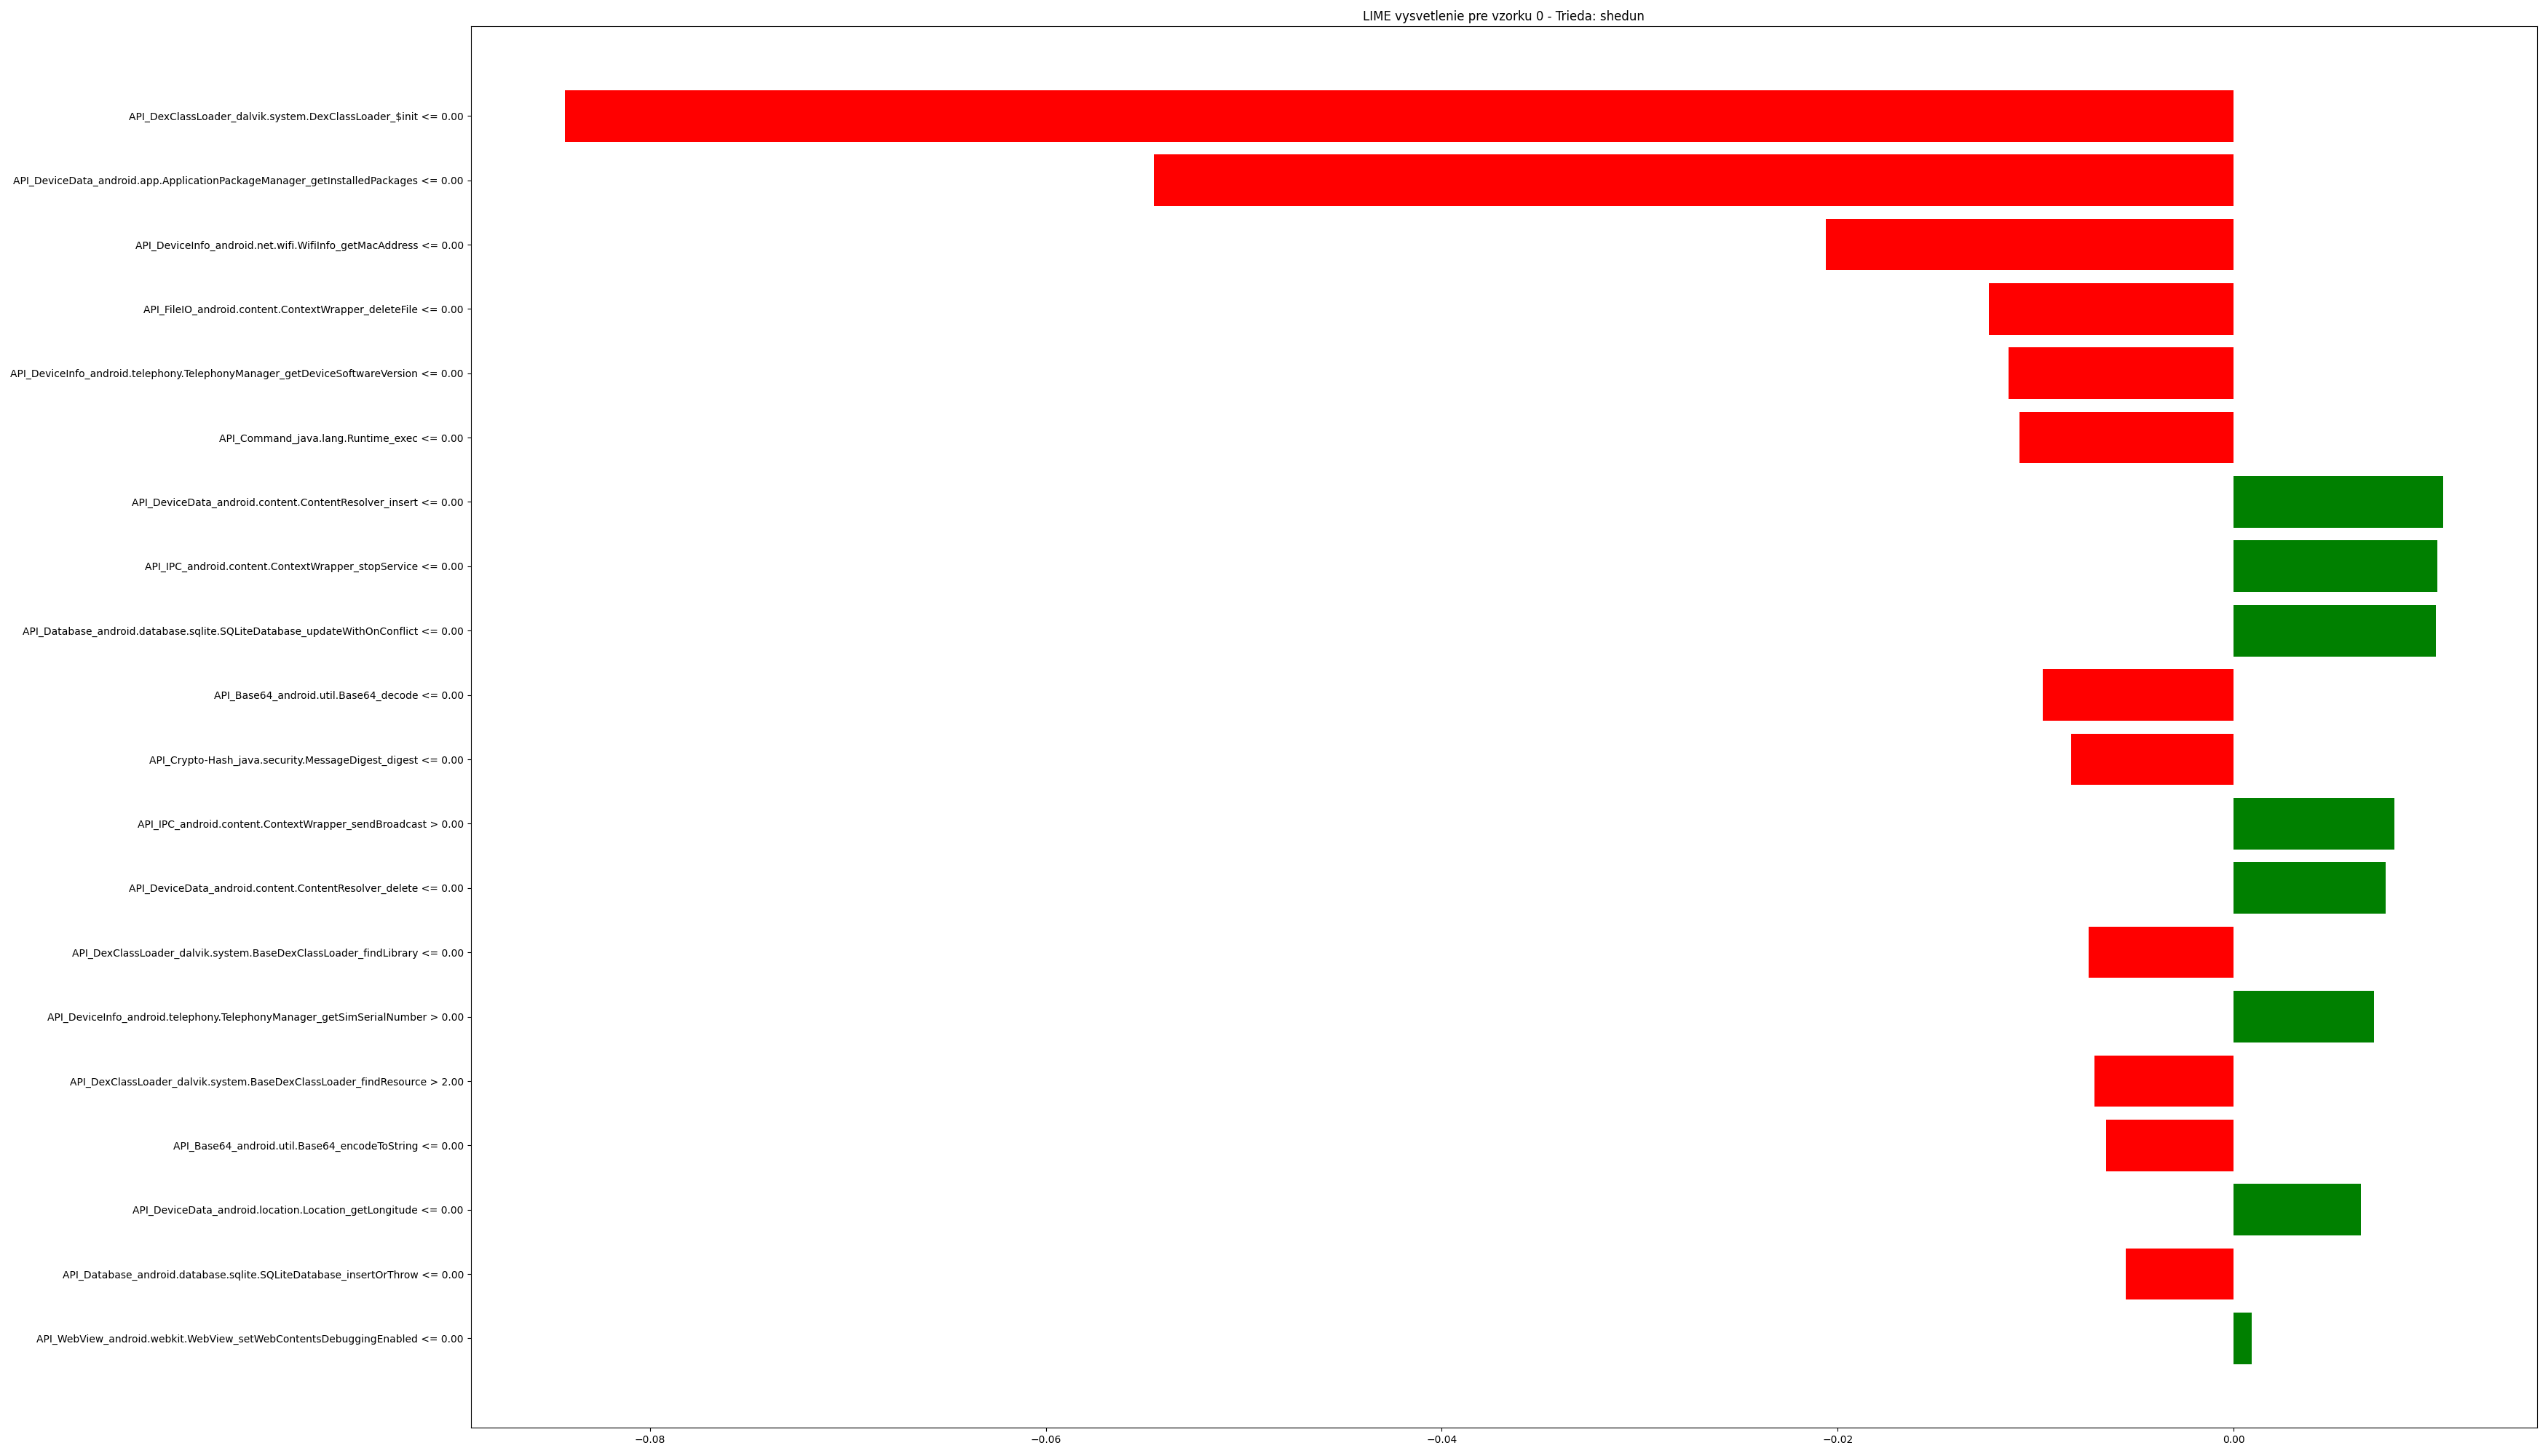 LIME vysvetlenie pre vzorku 0 - Trieda: shedun
API_DexClassLoader_dalvik.system.DexClassLoader_$init <= 0.00
API_DeviceData_android.app.ApplicationPackageManager_getInstalledPackages <= 0.00
API_DeviceInfo_android.net.wifi.WifiInfo_getMacAddress <= 0.00
API_FileIO_android.content.ContextWrapper_deleteFile <= 0.00
API_DeviceInfo_android.telephony.TelephonyManager_getDeviceSoftwareVersion <= 0.00
API_Command_java.lang.Runtime_exec <= 0.00
API_DeviceData_android.content.ContentResolver_insert <= 0.00
API_IPC_android.content.ContextWrapper_stopService <= 0.00
API_Database_android.database.sqlite.SQLiteDatabase_updateWithOnConflict <= 0.00
API_Base64_android.util.Base64_decode <= 0.00
API_Crypto-Hash_java.security.MessageDigest_digest <= 0.00
API_IPC_android.content.ContextWrapper_sendBroadcast > 0.00
API_DeviceData_android.content.ContentResolver_delete <= 0.00
API_DexClassLoader_dalvik.system.BaseDexClassLoader_findLibrary <= 0.00
API_DeviceInfo_android.telephony.TelephonyManager_getSimSerialNumber > 0.00
API_DexClassLoader_dalvik.system.BaseDexClassLoader_findResource > 2.00
API_Base64_android.util.Base64_encodeToString <= 0.00
API_DeviceData_android.location.Location_getLongitude <= 0.00
API_Database_android.database.sqlite.SQLiteDatabase_insertOrThrow <= 0.00
API_WebView_android.webkit.WebView_setWebContentsDebuggingEnabled <= 0.00
−0.08 −0.06 −0.04 −0.02 0.00